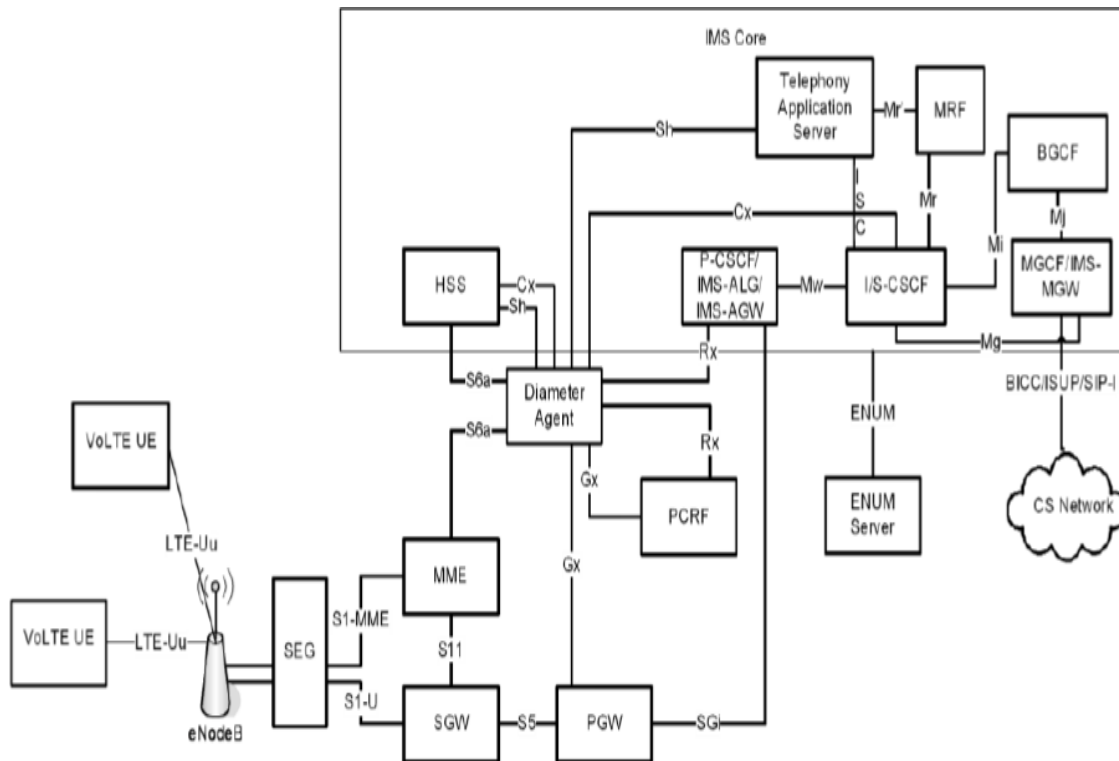 IMS Core
Telephony
Application
Server
Mr'
MRF
BGCF
Sh
I
S
C
Mr
Cx
Mi
Mj
HSS
Cx
Sh
P-CSCF/
IMS-ALG/
IMS-AGW
Mw
I/S-CSCF
MGCF/IMS-
MGW
Rx
Mg
S6a
Diameter
Agent
BICC/ISUP/SIP-I
ENUM
VoLTE UE
S6a
Rx
Gx
PCRF
ENUM
Server
CS Network
LTE-Uu
MME
Gx
S1-MME
VoLTE UE
LTE-Uu
SEG
S11
S1-U
SGW
S5
PGW
SGi
eNodeB